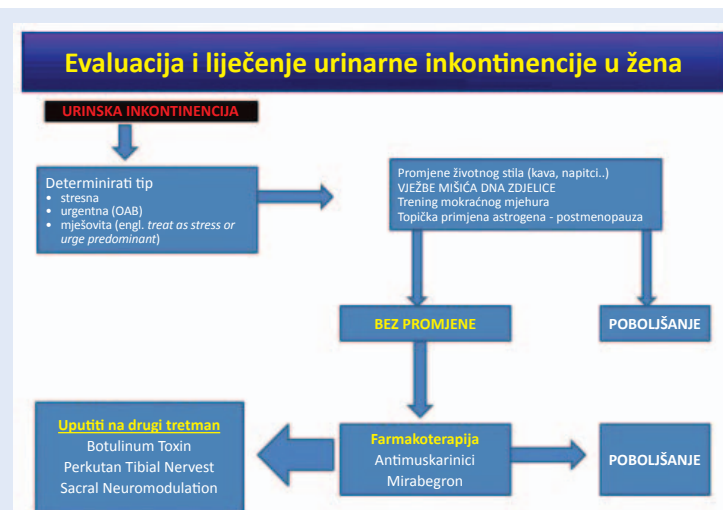 Evaluacija i liječenje urinarne inkontinencije u žena
URINSKA INKONTINENCIJA
Determinirati tip
• stresna
• urgentna (OAB)
• mješovita (engl. treat as stress or
urge predominant)
Promjene životnog stila (kava, napitci..)
VJEŽBE MIŠIĆA DNA ZDJELICE
Trening mokraćnog mjehura
Topička primjena astrogena - postmenopauza
BEZ PROMJENE
POBOLJŠANJE
Uputiti na drugi tretman
Botulinum Toxin
Perkutan Tibial Nervest
Sacral Neuromodulation
Farmakoterapija
Antimuskarinici
Mirabegron
POBOLJŠANJE